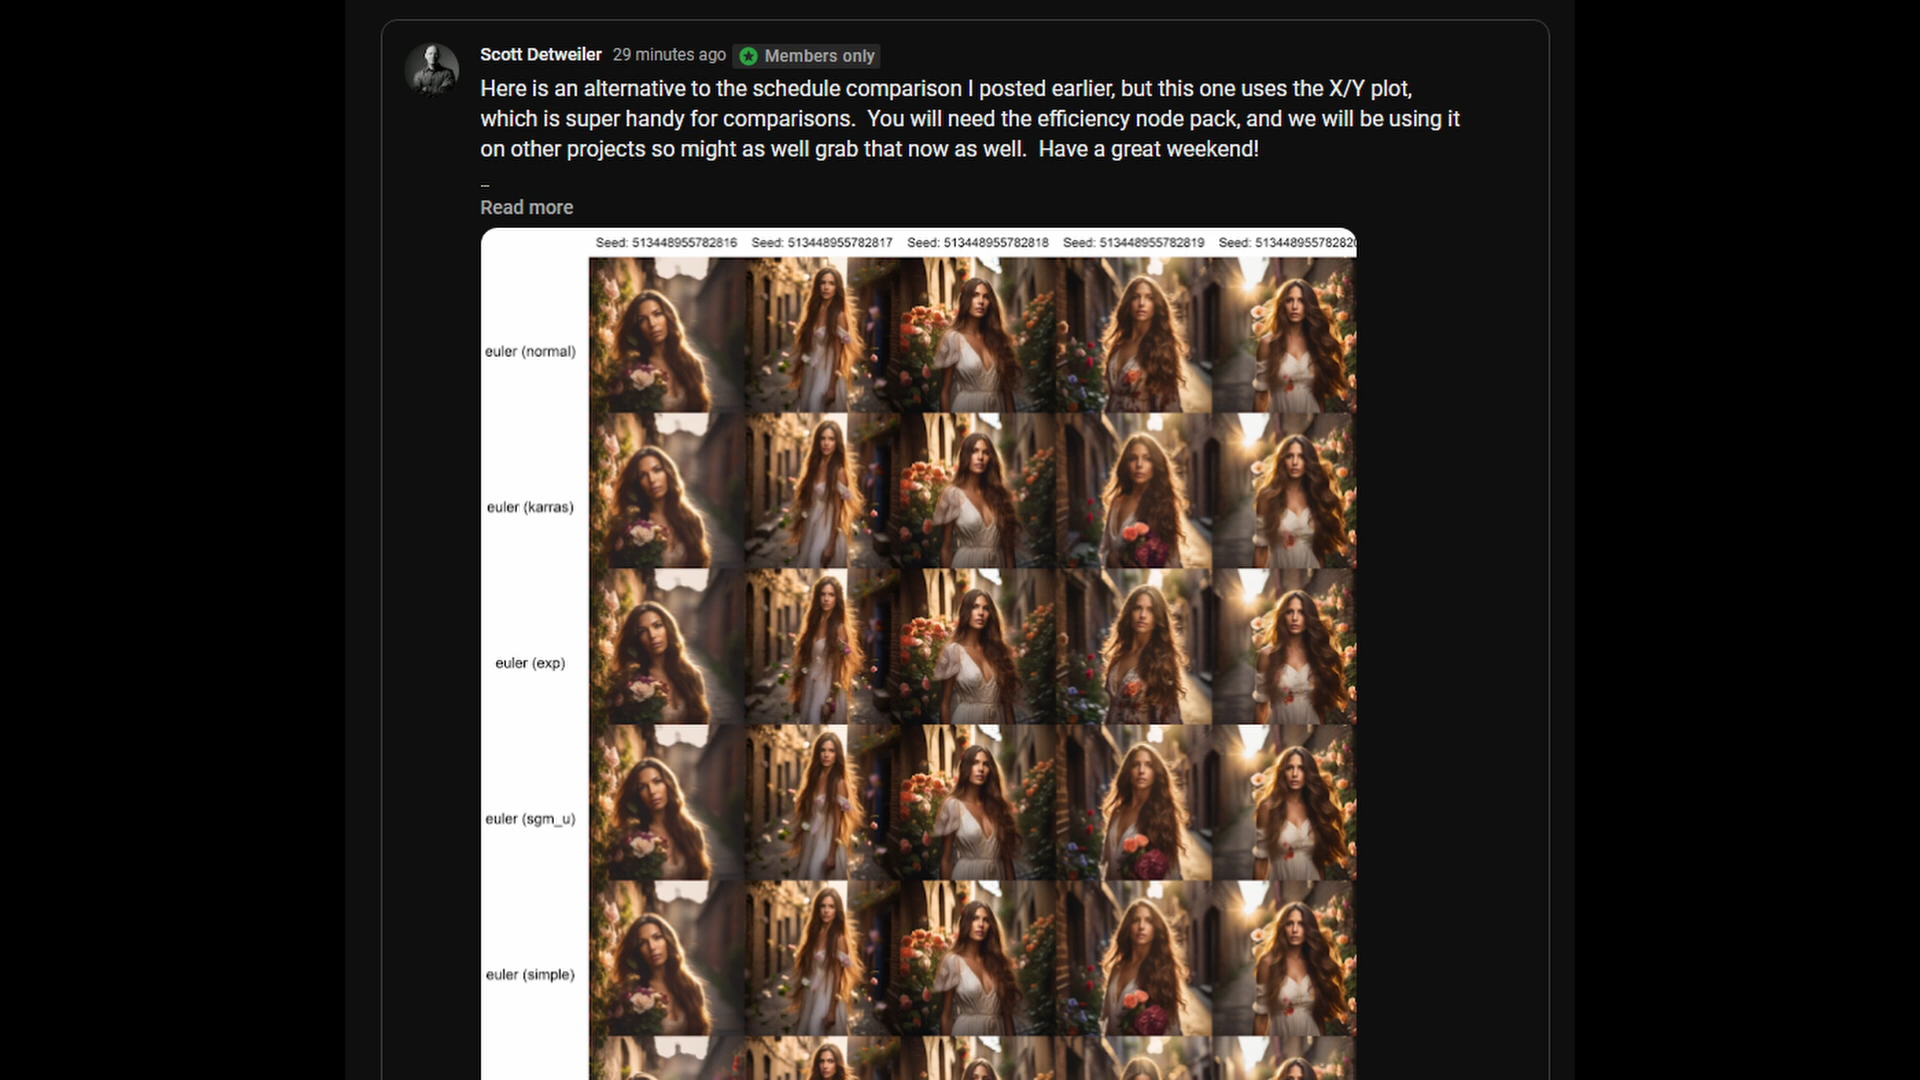 Scott Detweiler 29 minutes ago Members only
Here is an alternative to the schedule comparison I posted earlier, but this one uses the X/Y plot,
which is super handy for comparisons.  You will need the efficiency node pack, and we will be using it
on other projects so might as well grab that now as well.  Have a great weekend!
_
Read more
Seed: 513448955782816 Seed: 513448955782817 Seed: 513448955782818 Seed: 513448955782819 Seed: 513448955782820
euler (normal)
euler (karras)
euler (exp)
euler (sgm_u)
euler (simple)